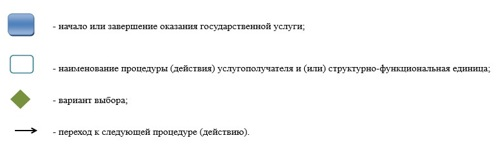 - начало или завершение оказания государственной услуги;
- наименование процедуры (действия) услугополучателя и (или) структурно-функциональная единица;
- вариант выбора;
- переход к следующей процедуре (действию).